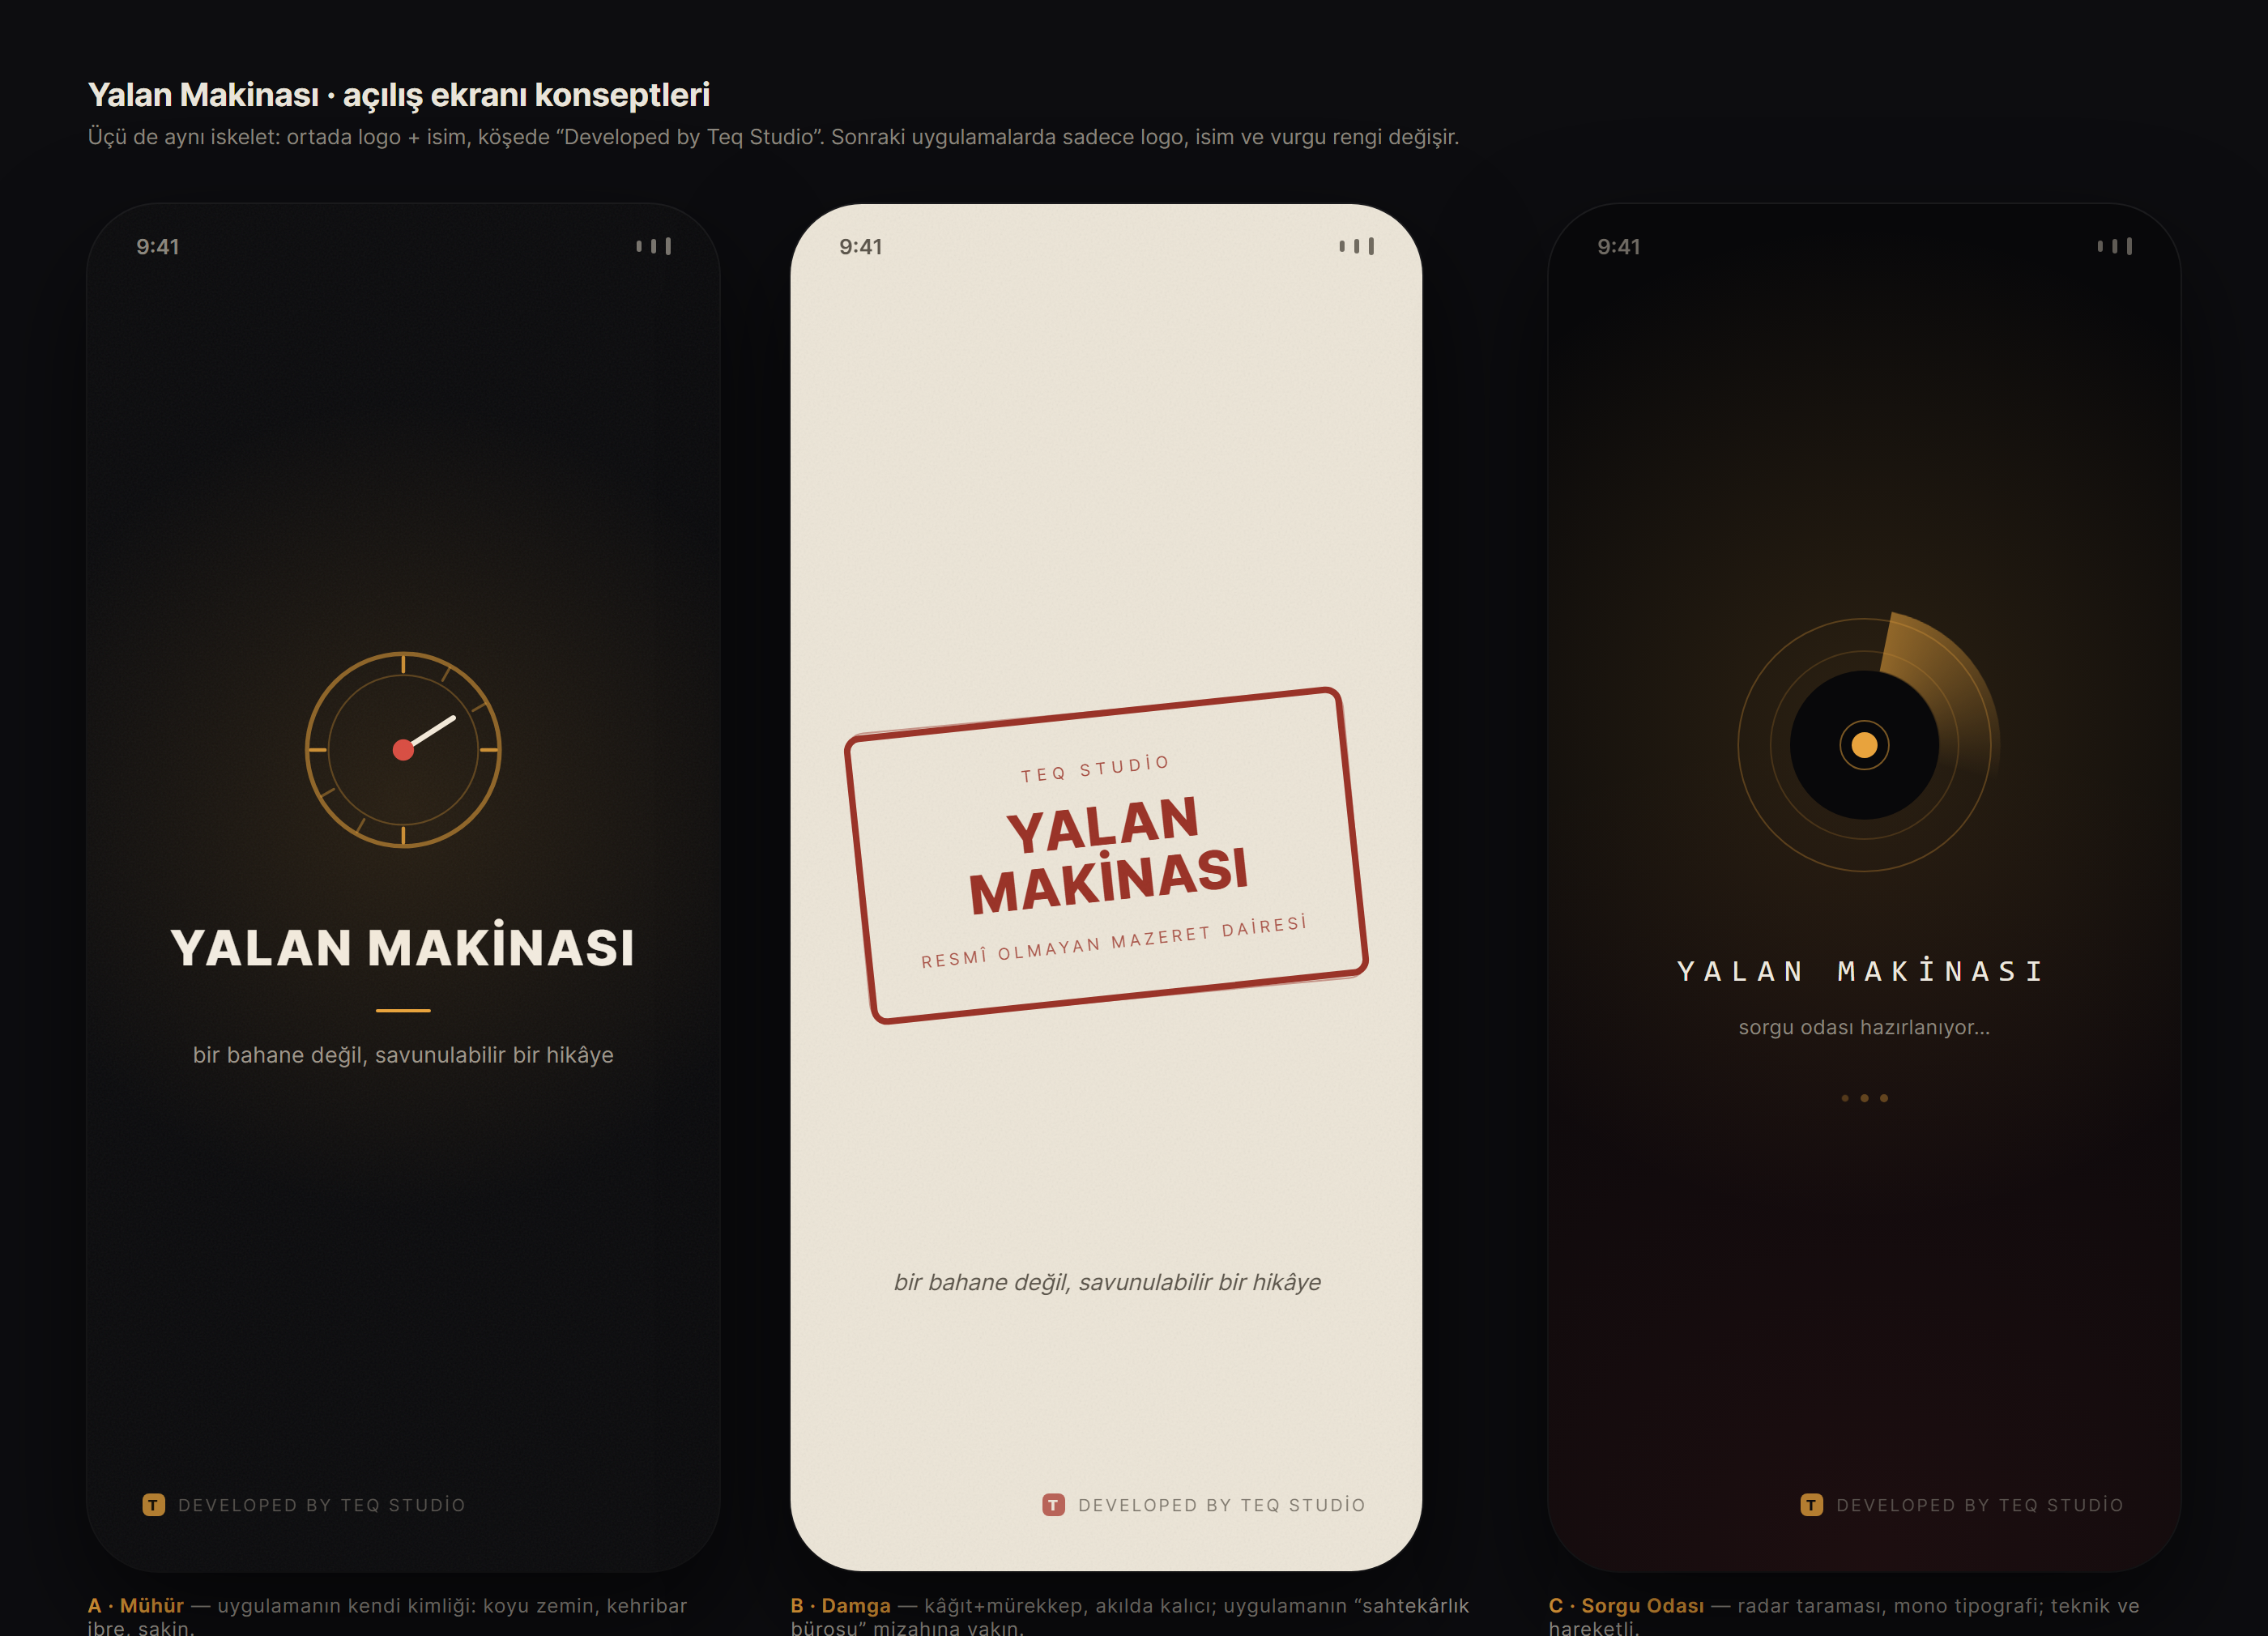 Yalan Makinası · açılış ekranı konseptleri
Üçü de aynı iskelet: ortada logo + isim, köşede “Developed by Teq Studio”. Sonraki uygulamalarda sadece logo, isim ve vurgu rengi değişir.
9:41
YALAN MAKİNASI
bir bahane değil, savunulabilir bir hikâye
T DEVELOPED BY TEQ STUDİO
A · Mühür — uygulamanın kendi kimliği: koyu zemin, kehribar
ibre, sakin.
9:41
TEQ STUDİO
YALAN
MAKİNASI
RESMÎ OLMAYAN MAZERET DAİRESİ
bir bahane değil, savunulabilir bir hikâye
T DEVELOPED BY TEQ STUDİO
B · Damga — kâğıt+mürekkep, akılda kalıcı; uygulamanın “sahtekârlık
bürosu” mizahına yakın.
9:41
YALAN MAKİNASI
sorgu odası hazırlanıyor...
T DEVELOPED BY TEQ STUDİO
C · Sorgu Odası — radar taraması, mono tipografi; teknik ve
hareketli.